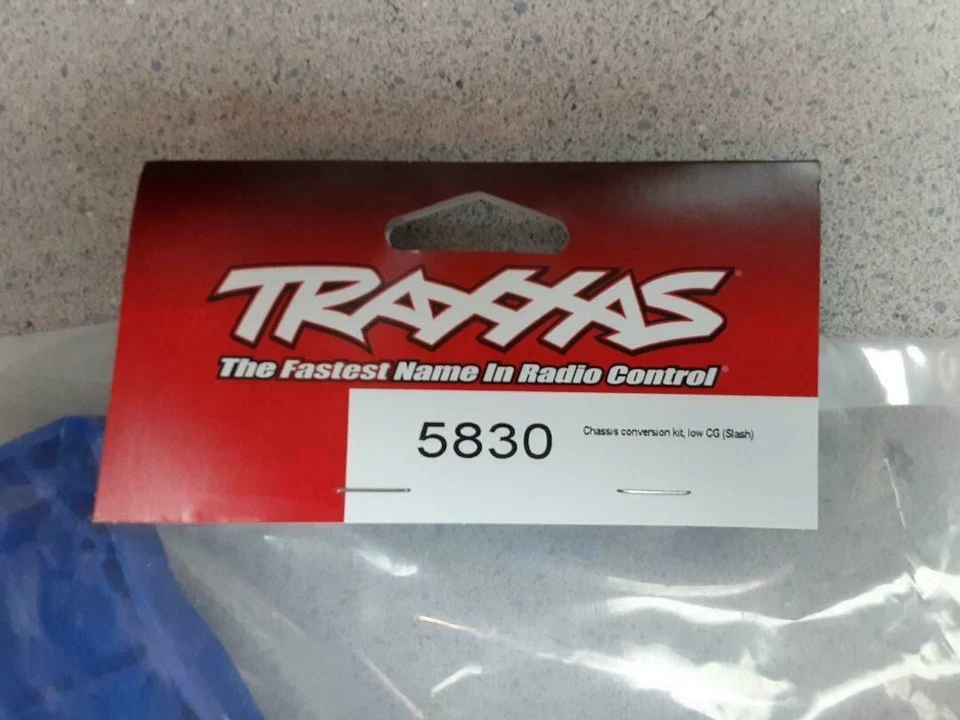 TRAXXAS
The Fastest Name In Radio Control
5830 Chassis conversion kit, low CG (Slash)